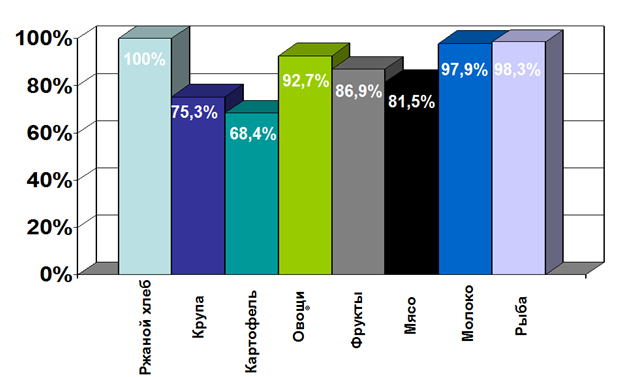 100%
80%
60%
40%
20%
0%
100%
75,3%
68,4%
92,7%
86,9%
81,5%
97,9%
98,3%
Ржаной хлеб
Крупа
Картофель
Овощи
Фрукты
Мясо
Молоко
Рыба